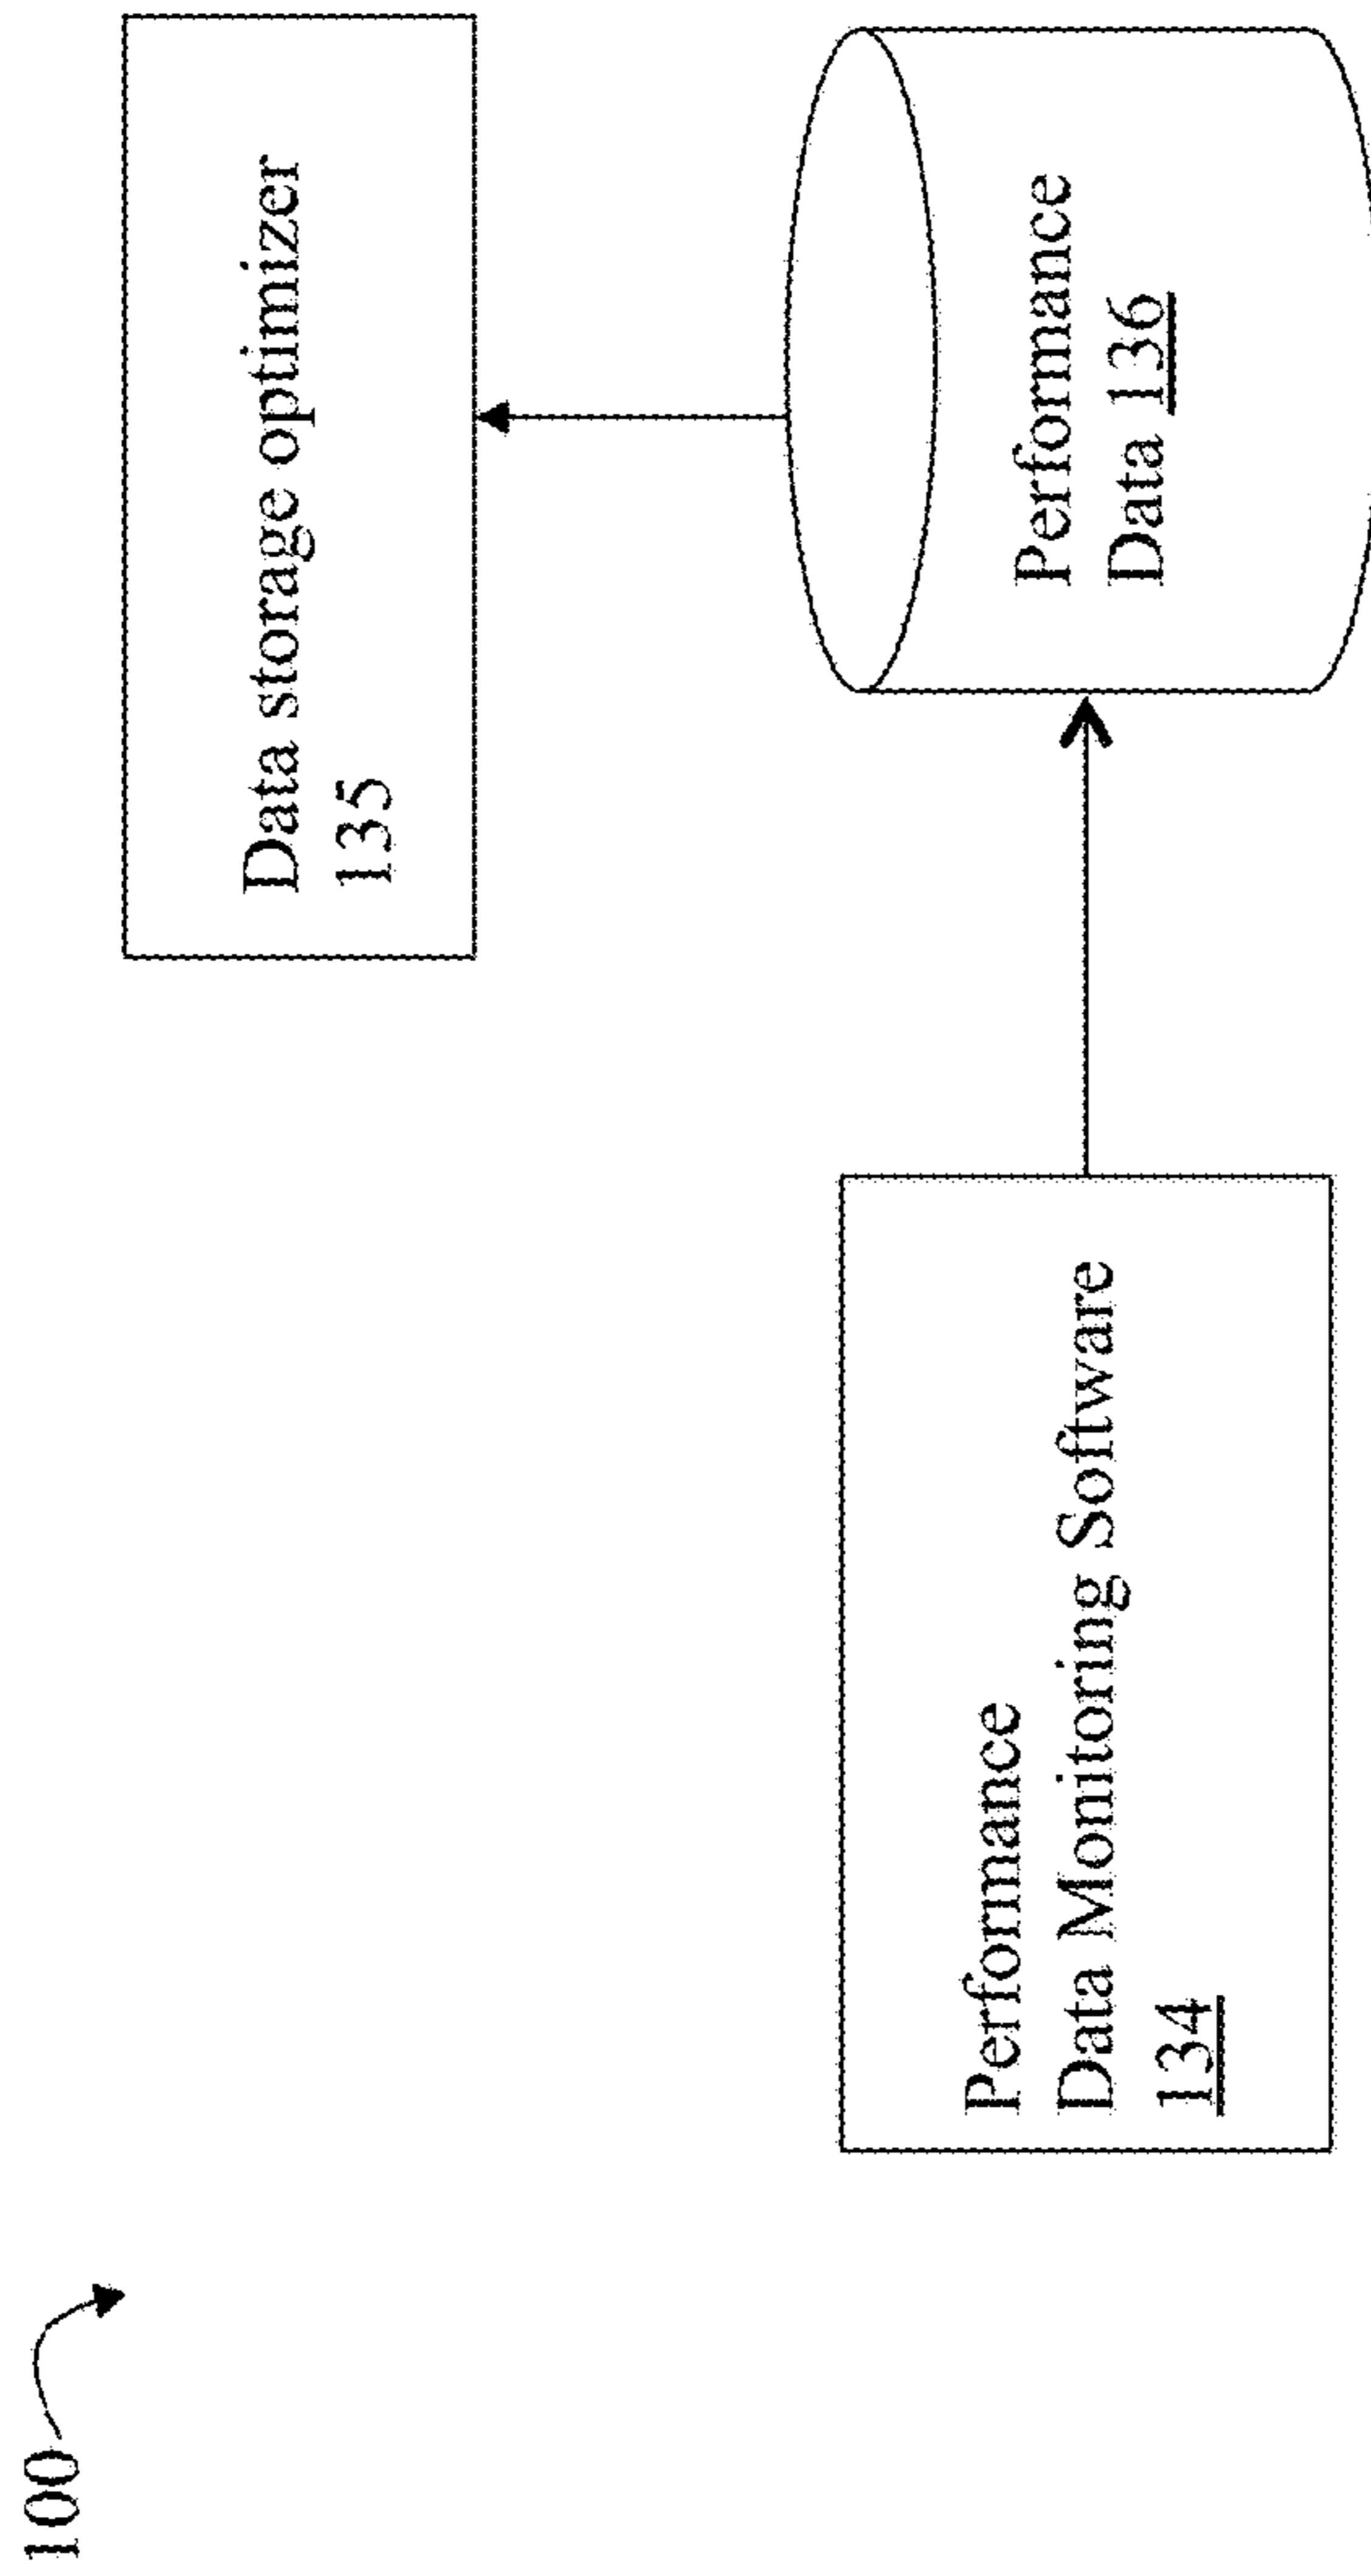 100
Data storage optimizer
135
Performance
Data Monitoring Software
134
Performance
Data 136